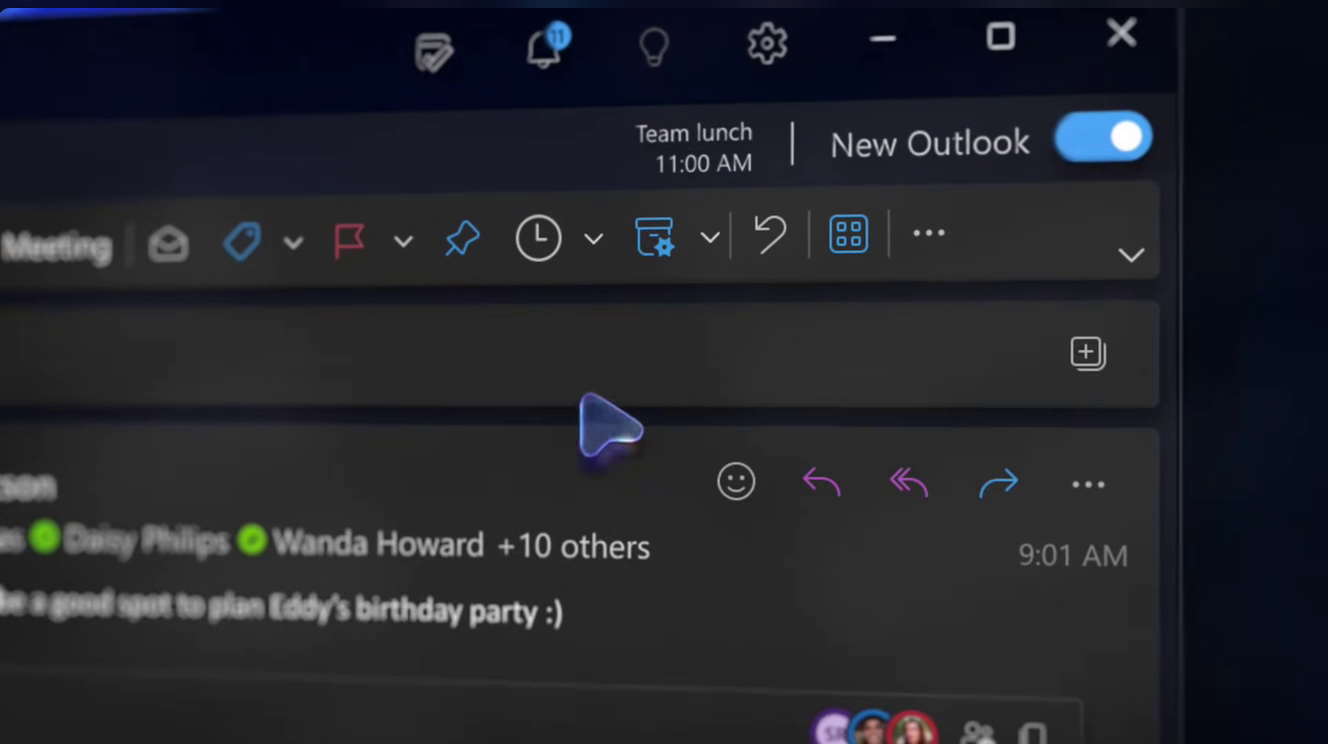 11
Team lunch
11:00 AM
New Outlook
Meeting
Daisy Philips Wanda Howard +10 others
9:01 AM
be a good spot to plan Eddy's birthday party :)